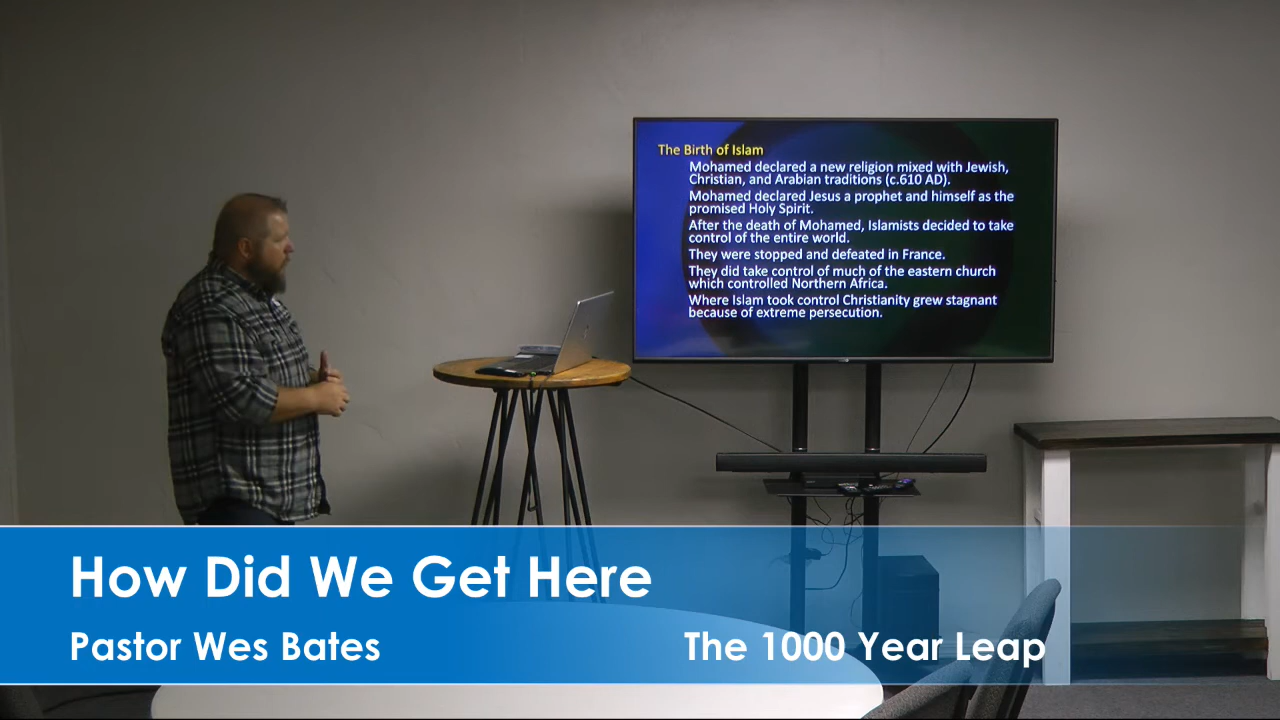 The Birth of Islam
Mohamed declared a new religion mixed with Jewish,
Christian, and Arabian traditions (c.610 AD).
Mohamed declared Jesus a prophet and himself as the
promised Holy Spirit.
After the death of Mohamed, Islamists decided to take
control of the entire world.
They were stopped and defeated in France.
They did take control of much of the eastern church
which controlled Northern Africa.
Where Islam took control Christianity grew stagnant
because of extreme persecution.
How Did We Get Here
Pastor Wes Bates
The 1000 Year Leap